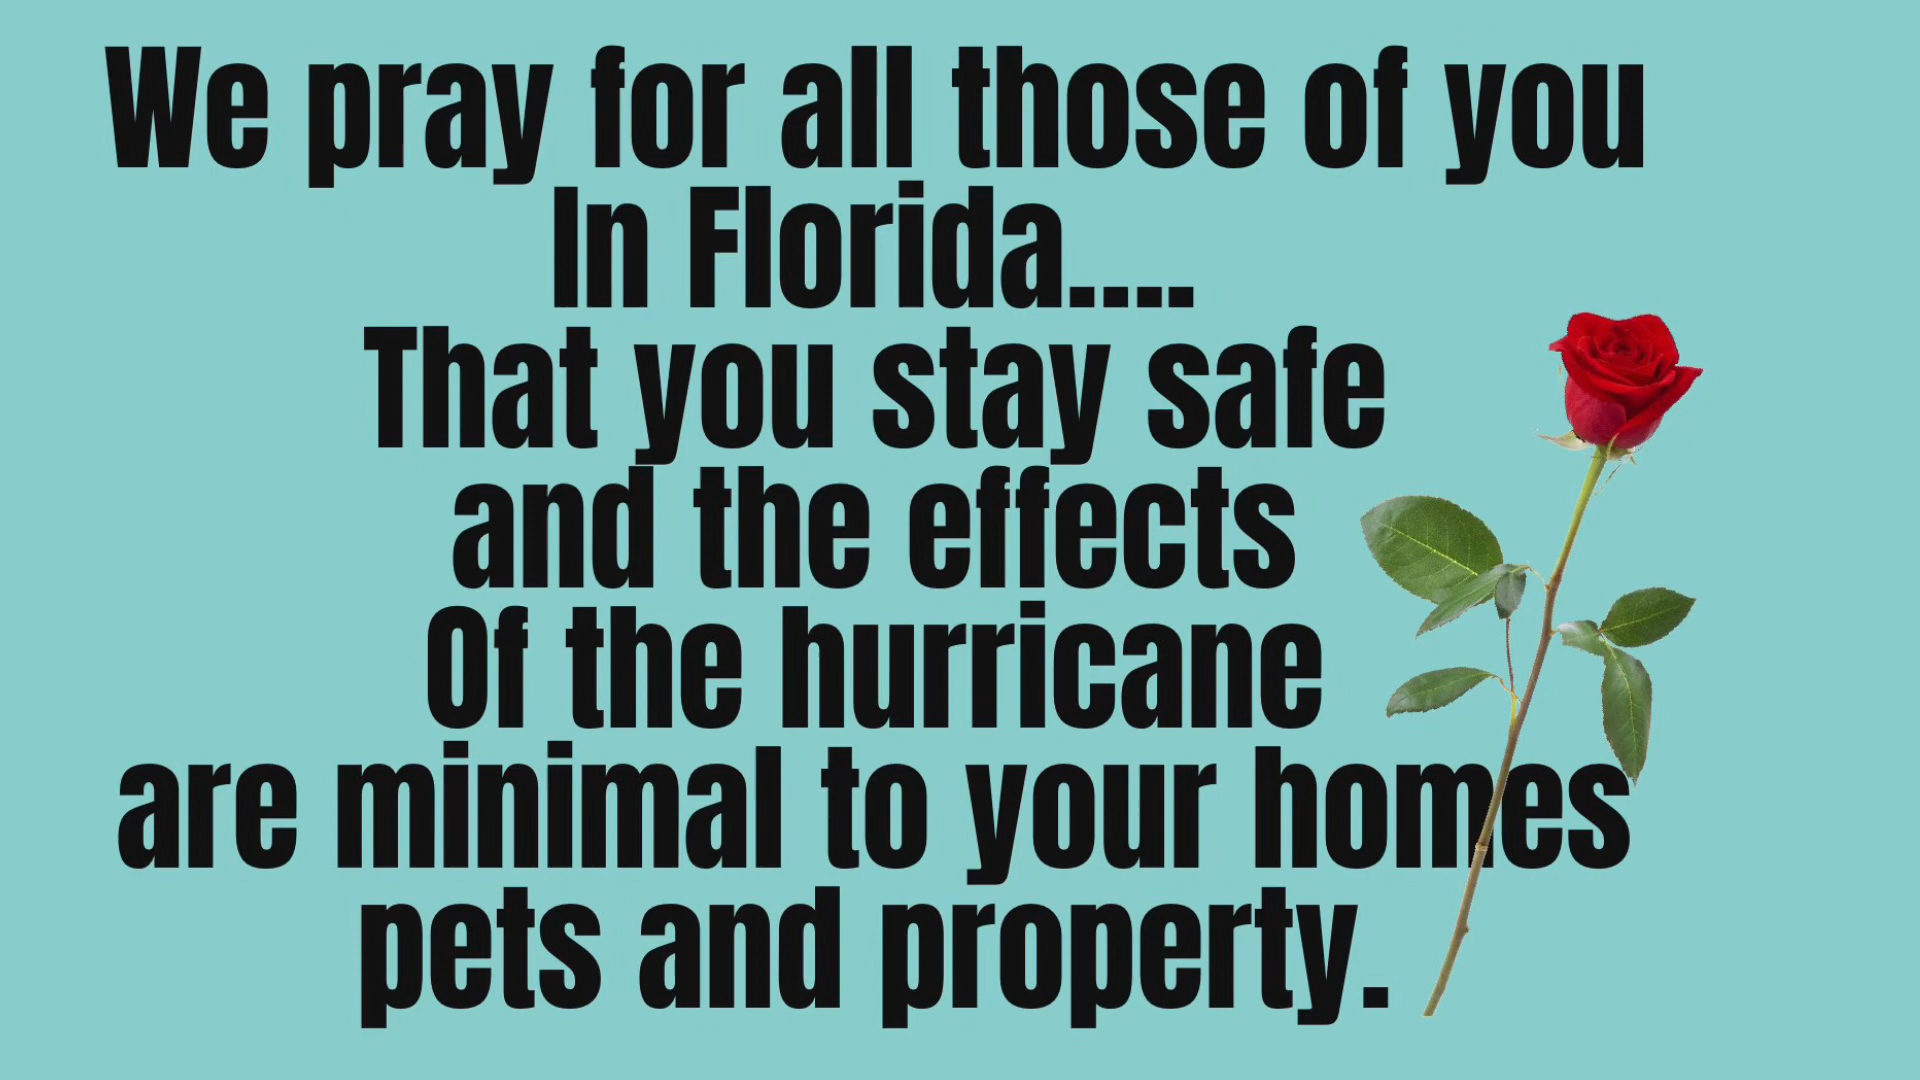 We pray for all those of you
In Florida....
That you stay safe
and the effects
Of the hurricane
are minimal to your homes
pets and property.